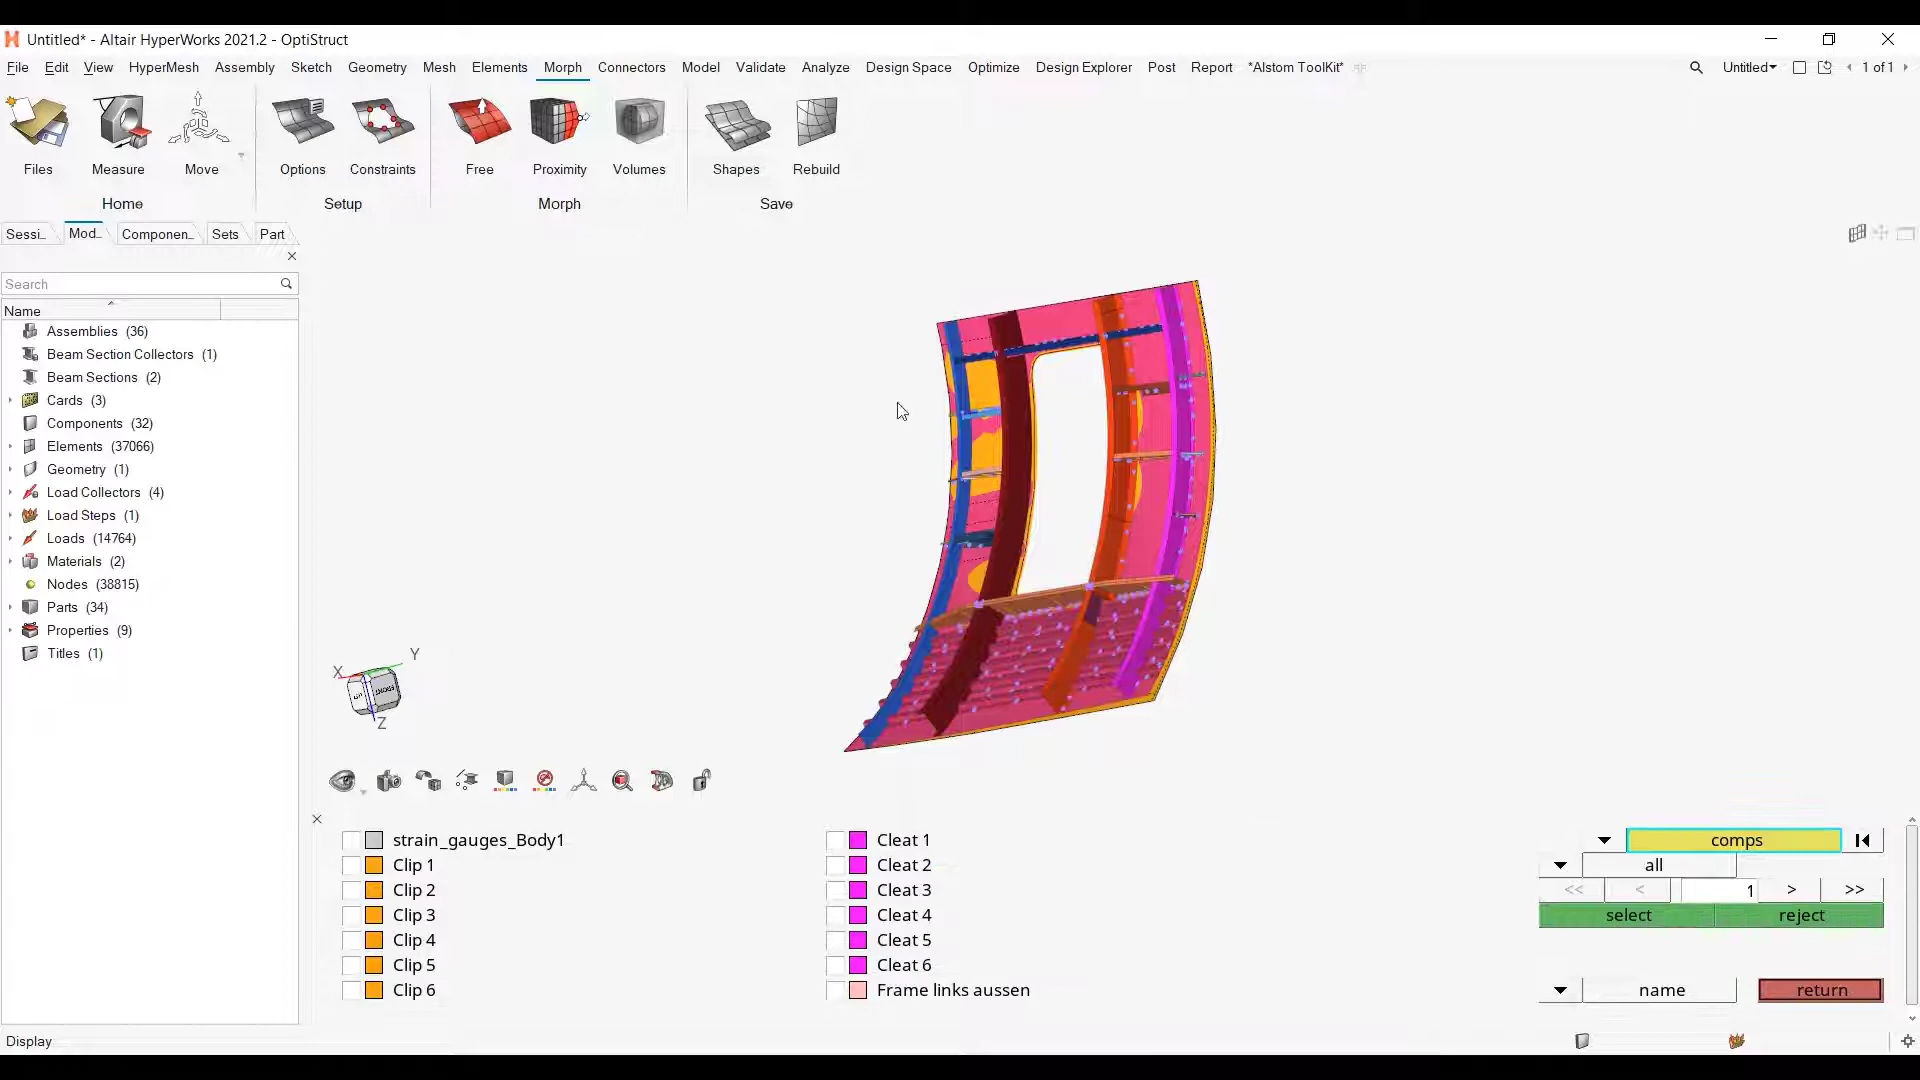 Untitled* - Altair HyperWorks 2021.2 - OptiStruct
File Edit View HyperMesh Assembly Sketch Geometry Mesh Elements Morph Connectors Model Validate Analyze Design Space Optimize Design Explorer Post Report *Alstom ToolKit* Untitled 1 of 1
Files Measure Move Options Constraints Free Proximity Volumes Shapes Rebuild
Home Setup Morph Save
Sessi... Mod... Componen... Sets Part
Search
Name
Assemblies (36)
Beam Section Collectors (1)
Beam Sections (2)
Cards (3)
Components (32)
Elements (37066)
Geometry (1)
Load Collectors (4)
Load Steps (1)
Loads (14764)
Materials (2)
Nodes (38815)
Parts (34)
Properties (9)
Titles (1)
Y
X
FRONT
Z
strain_gauges_Body1 Cleat 1 comps
Clip 1 Cleat 2 all
Clip 2 Cleat 3 << < 1 > >>
Clip 3 Cleat 4 select reject
Clip 4 Cleat 5
Clip 5 Cleat 6
Clip 6 Frame links aussen name return
Display